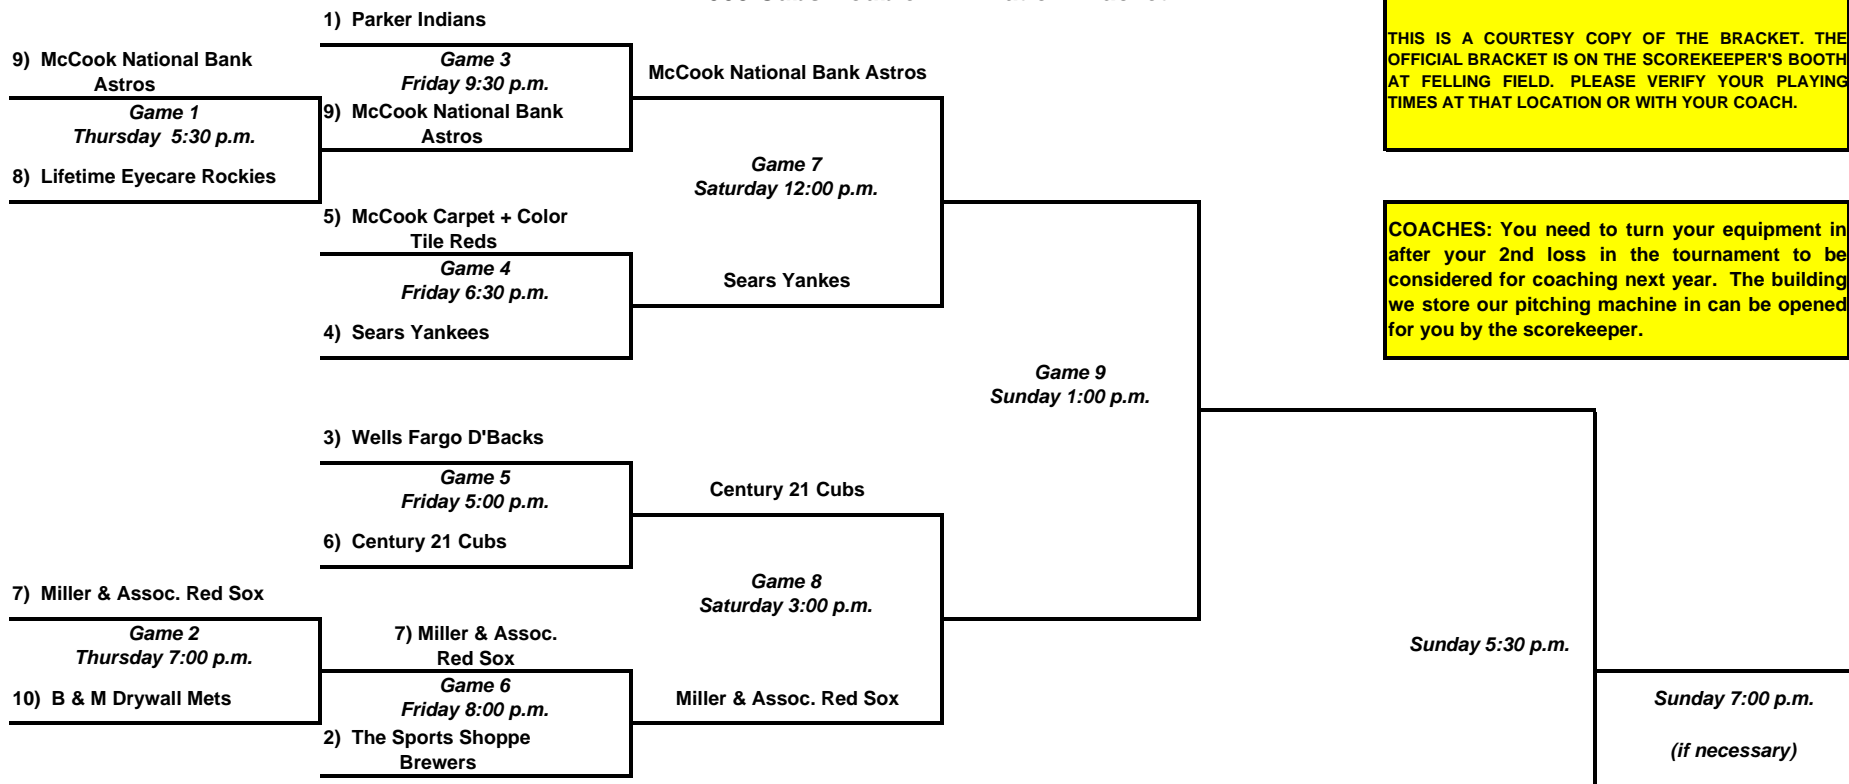 1) Parker Indians
9) McCook National Bank
Astros
Game 1
Thursday 5:30 p.m.
8) Lifetime Eyecare Rockies
Game 3
Friday 9:30 p.m.
9) McCook National Bank
Astros
McCook National Bank Astros
5) McCook Carpet + Color
Tile Reds
Game 4
Friday 6:30 p.m.
4) Sears Yankees
Game 7
Saturday 12:00 p.m.
Sears Yankes
THIS IS A COURTESY COPY OF THE BRACKET. THE
OFFICIAL BRACKET IS ON THE SCOREKEEPER'S BOOTH
AT FELLING FIELD. PLEASE VERIFY YOUR PLAYING
TIMES AT THAT LOCATION OR WITH YOUR COACH.
COACHES: You need to turn your equipment in
after your 2nd loss in the tournament to be
considered for coaching next year. The building
we store our pitching machine in can be opened
for you by the scorekeeper.
Game 9
Sunday 1:00 p.m.
3) Wells Fargo D'Backs
Game 5
Friday 5:00 p.m.
6) Century 21 Cubs
Century 21 Cubs
Game 8
Saturday 3:00 p.m.
7) Miller & Assoc. Red Sox
Game 2
Thursday 7:00 p.m.
10) B & M Drywall Mets
7) Miller & Assoc.
Red Sox
Game 6
Friday 8:00 p.m.
2) The Sports Shoppe
Brewers
Miller & Assoc. Red Sox
Sunday 5:30 p.m.
Sunday 7:00 p.m.
(if necessary)